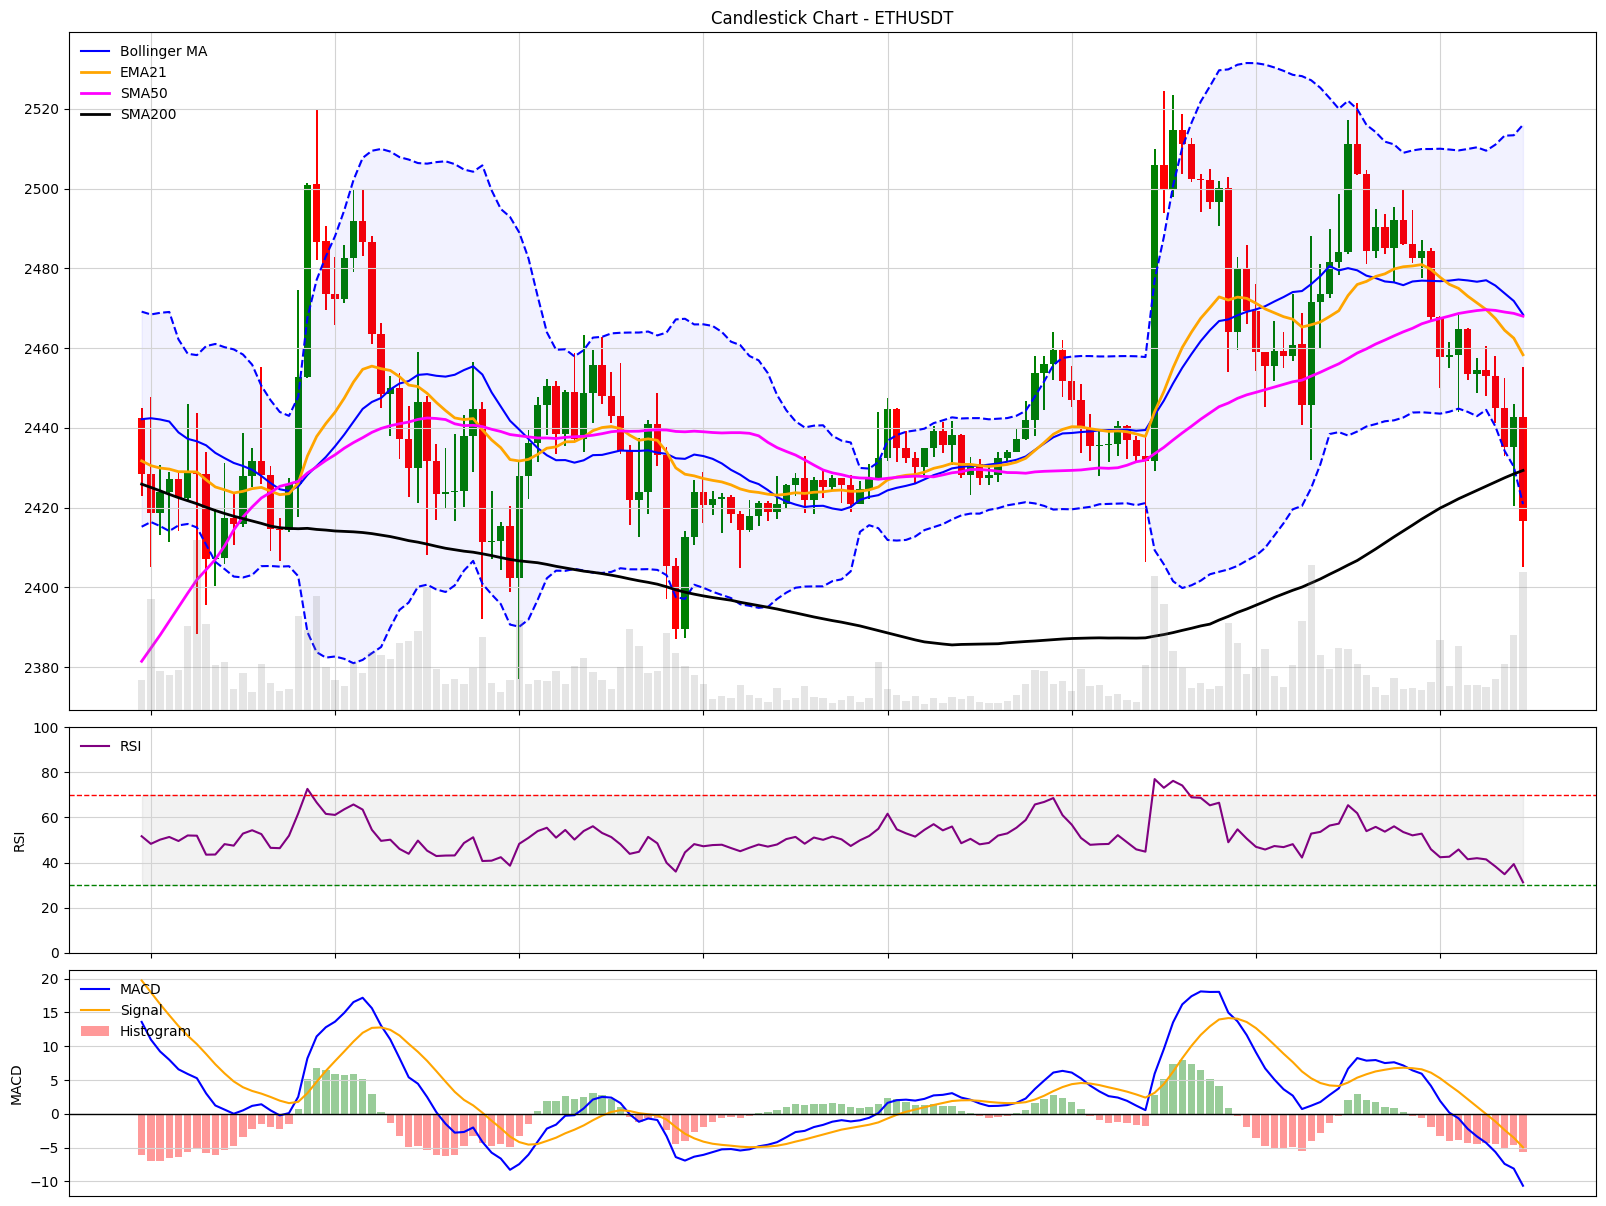 Candlestick Chart - ETHUSDT
Bollinger MA
EMA21
SMA50
SMA200
2520
2500
2480
2460
2440
2420
2400
2380
RSI
100
80
60
40
20
0
RSI
MACD
Signal
Histogram
20
15
10
5
0
−5
−10
MACD